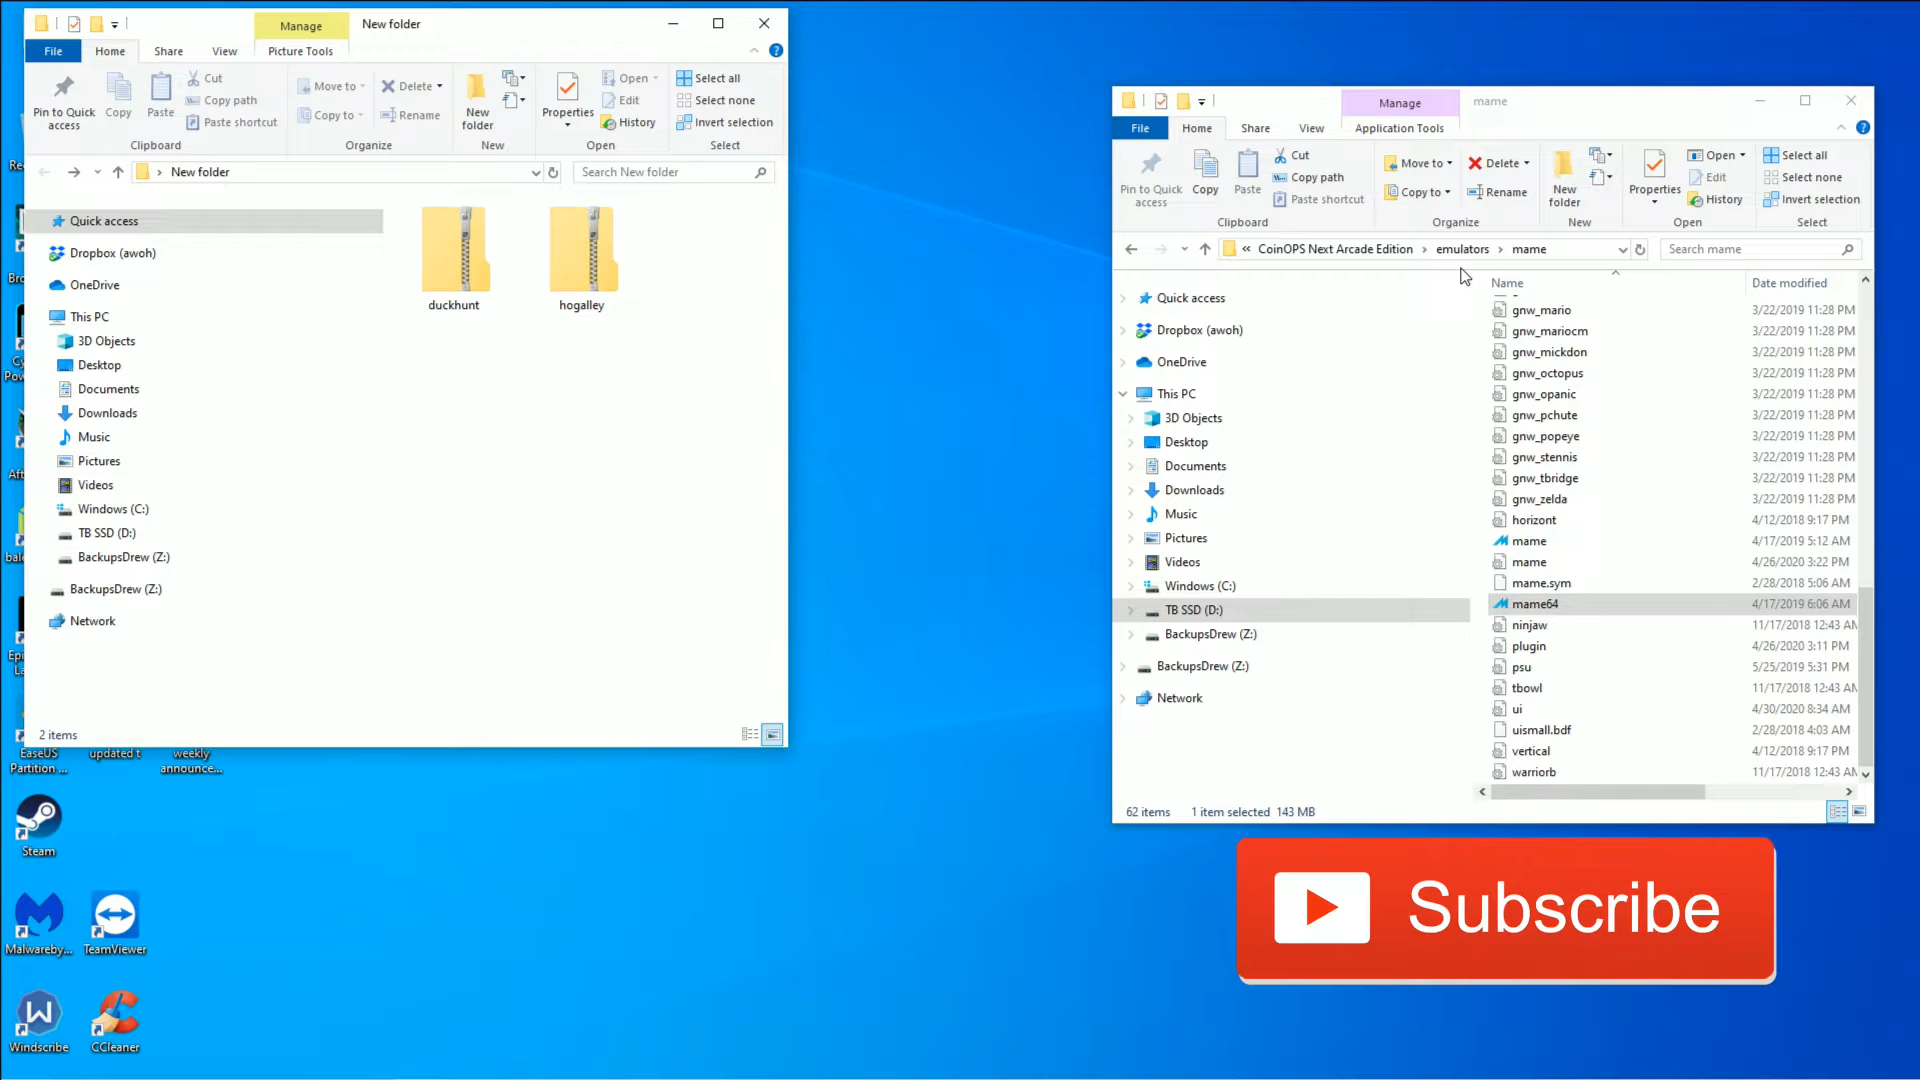 Manage
New folder
File
Home
Share
View
Picture Tools
Pin to Quick access
Copy
Paste
Cut
Copy path
Paste shortcut
Clipboard
Move to
Copy to
Delete
Rename
Organize
New folder
New
Properties
Open
Edit
History
Open
Select all
Select none
Invert selection
Select
New folder
Search New folder
Quick access
Dropbox (awoh)
OneDrive
This PC
3D Objects
Desktop
Documents
Downloads
Music
Pictures
Videos
Windows (C:)
TB SSD (D:)
BackupsDrew (Z:)
BackupsDrew (Z:)
Network
duckhunt
hogalley
2 items
Manage
mame
File
Home
Share
View
Application Tools
Pin to Quick access
Copy
Paste
Cut
Copy path
Paste shortcut
Clipboard
Move to
Copy to
Delete
Rename
Organize
New folder
New
Properties
Open
Edit
History
Open
Select all
Select none
Invert selection
Select
« CoinOPS Next Arcade Edition > emulators > mame
Search mame
Quick access
Dropbox (awoh)
OneDrive
This PC
3D Objects
Desktop
Documents
Downloads
Music
Pictures
Videos
Windows (C:)
TB SSD (D:)
BackupsDrew (Z:)
BackupsDrew (Z:)
Network
Name Date modified
gnw_mario 3/22/2019 11:28 PM
gnw_mariocm 3/22/2019 11:28 PM
gnw_mickdon 3/22/2019 11:28 PM
gnw_octopus 3/22/2019 11:28 PM
gnw_opanic 3/22/2019 11:28 PM
gnw_pchute 3/22/2019 11:28 PM
gnw_popeye 3/22/2019 11:28 PM
gnw_stennis 3/22/2019 11:28 PM
gnw_tbridge 3/22/2019 11:28 PM
gnw_zelda 3/22/2019 11:28 PM
horizont 4/12/2018 9:17 PM
mame 4/17/2019 5:12 AM
mame 4/26/2020 3:22 PM
mame.sym 2/28/2018 5:06 AM
mame64 4/17/2019 6:06 AM
ninjaw 11/17/2018 12:43 AM
plugin 4/26/2020 3:11 PM
psu 5/25/2019 5:31 PM
tbowl 11/17/2018 12:43 AM
ui 4/30/2020 8:34 AM
uismall.bdf 2/28/2018 4:03 AM
vertical 4/12/2018 9:17 PM
warriorb 11/17/2018 12:43 AM
62 items 1 item selected 143 MB
EaseUS Partition ...
updated t
weekly announce...
Steam
Malwareby...
TeamViewer
Windscribe
CCleaner
Subscribe